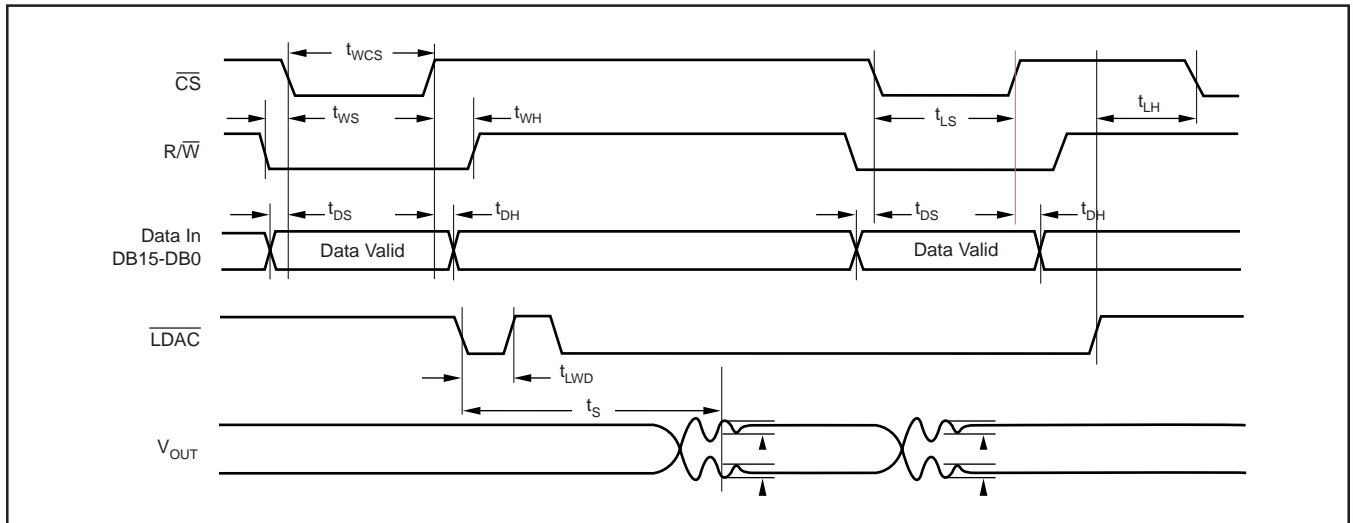 tWCS
CS
tLH
tWS
tWH
tLS
R/W
tDS
tDH
tDS
tDH
Data In
DB15-DB0
Data Valid
Data Valid
LDAC
tLWD
tS
VOUT